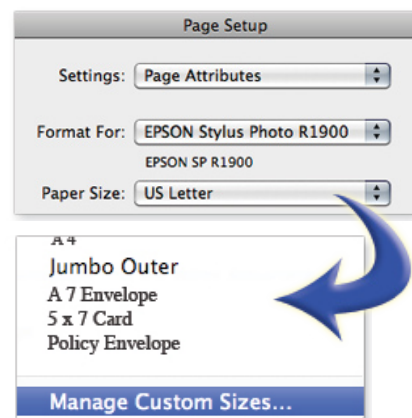 Page Setup
Settings: Page Attributes
Format For: EPSON Stylus Photo R1900
EPSON SP R1900
Paper Size: US Letter
A4
Jumbo Outer
A 7 Envelope
5 x 7 Card
Policy Envelope
Manage Custom Sizes...